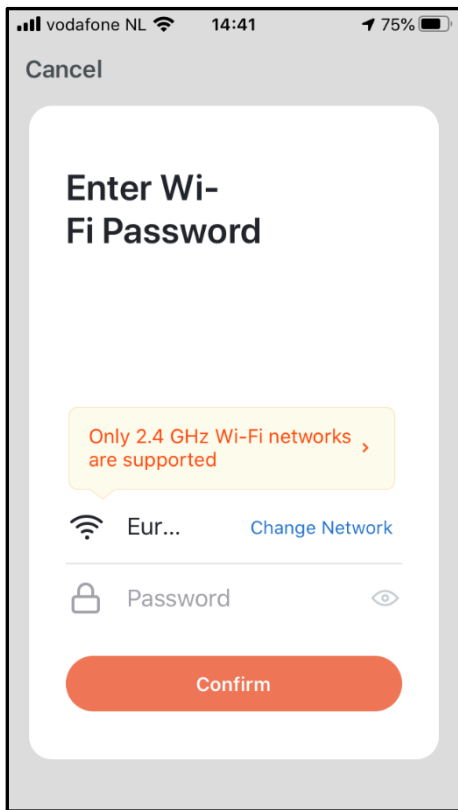 vodafone NL 14:41 75%
Cancel
Enter Wi-
Fi Password
Only 2.4 GHz Wi-Fi networks
are supported
Eur... Change Network
Password
Confirm